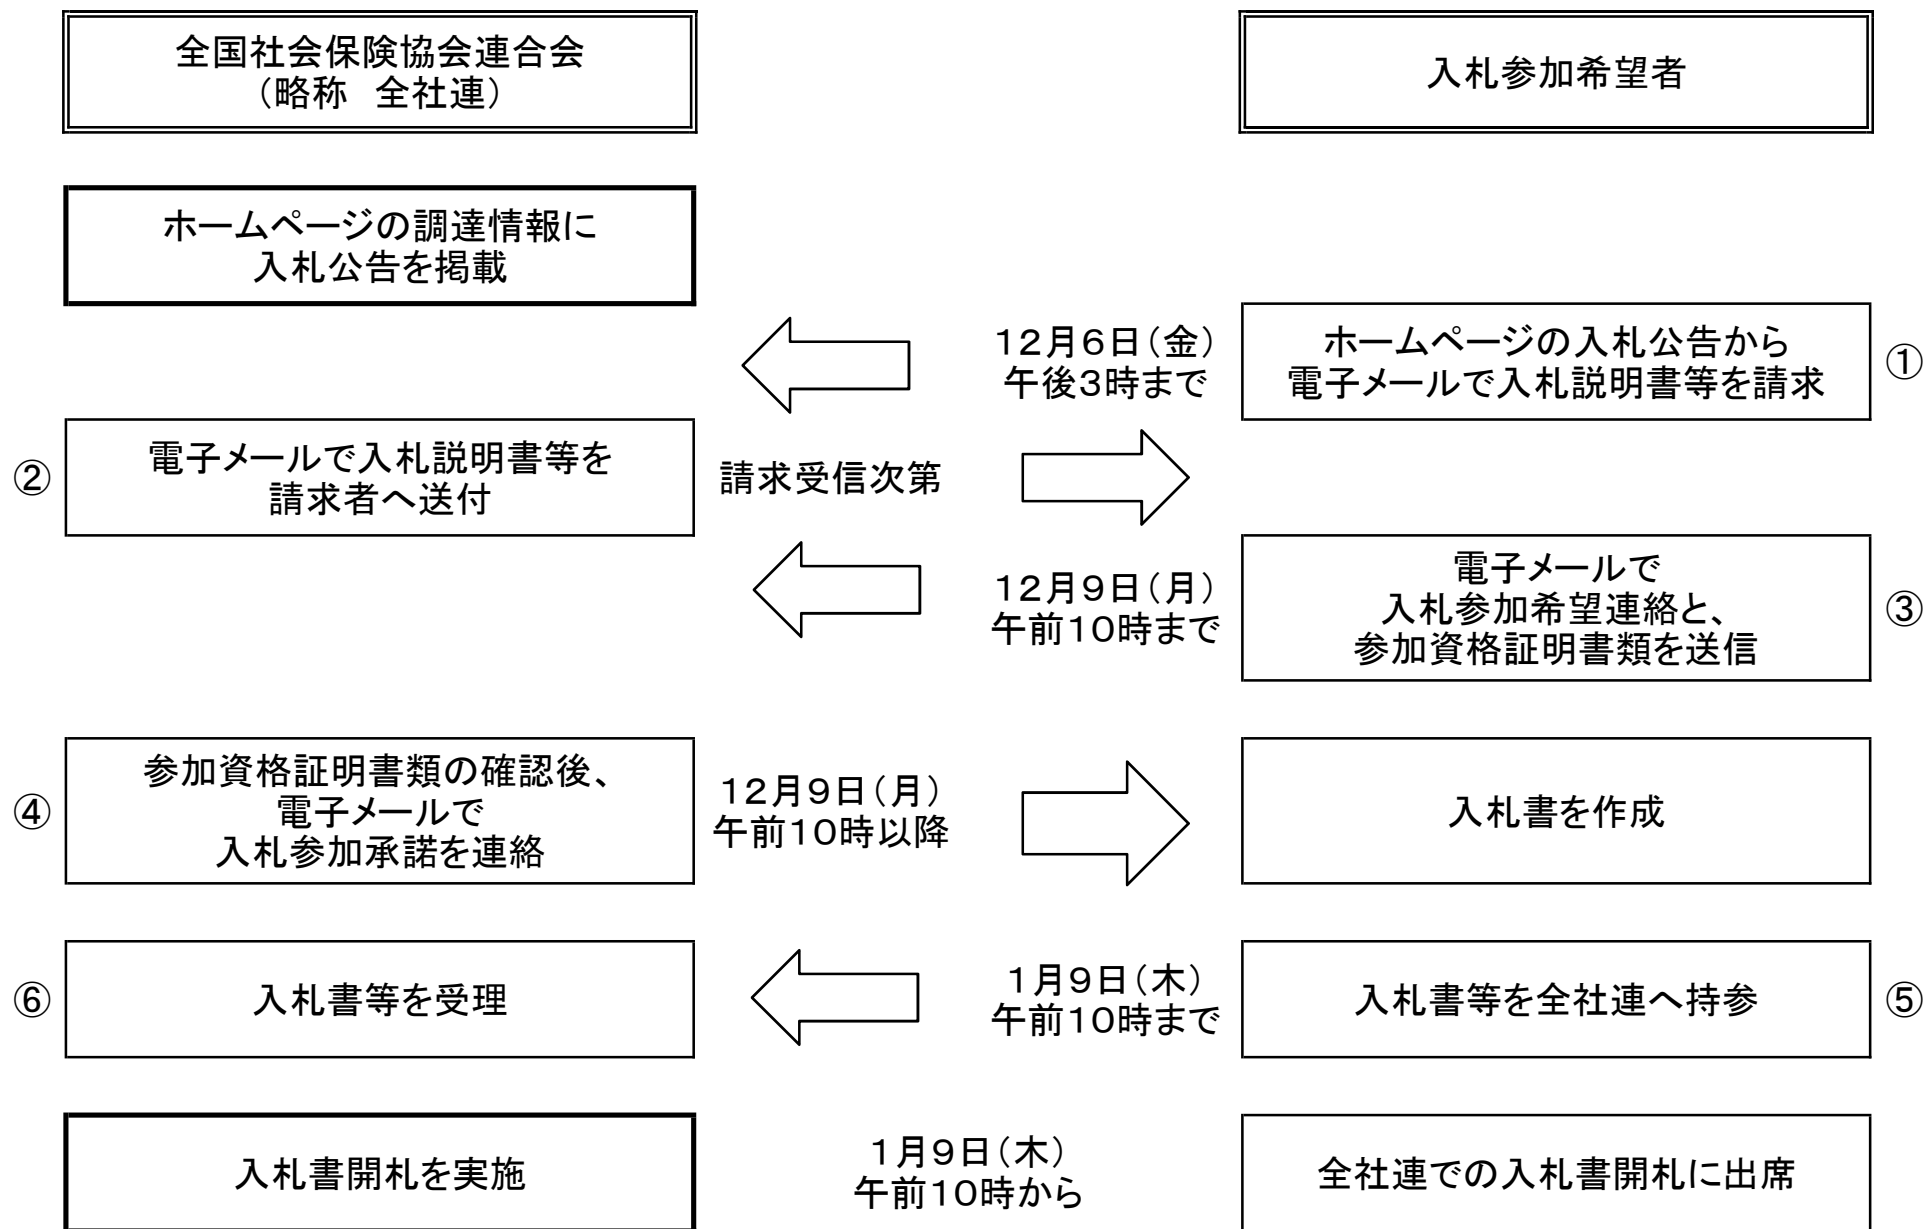 全国社会保険協会連合会
（略称　全社連）
入札参加希望者
ホームページの調達情報に
入札公告を掲載
12月6日（金）
午後3時まで
ホームページの入札公告から
電子メールで入札説明書等を請求
①
②
電子メールで入札説明書等を
請求者へ送付
請求受信次第
12月9日（月）
午前10時まで
電子メールで
入札参加希望連絡と、
参加資格証明書類を送信
③
④
参加資格証明書類の確認後、
電子メールで
入札参加承諾を連絡
12月9日（月）
午前10時以降
入札書を作成
⑥
入札書等を受理
1月9日（木）
午前10時まで
入札書等を全社連へ持参
⑤
入札書開札を実施
1月9日（木）
午前10時から
全社連での入札書開札に出席